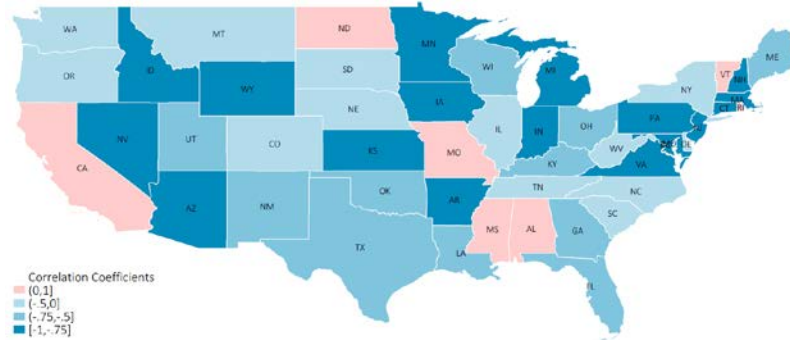 WA
MT
ND
MN
ME
VT
NH
OR
ID
SD
WI
MI
NY
WY
IA
CT
RI
NE
PA
NV
UT
IL
IN
OH
CO
WV
KS
MO
KY
VA
CA
TN
NC
OK
AR
AZ
NM
SC
MS
AL
GA
TX
LA
FL
Correlation Coefficients
(0,1]
(-.5,0]
(-.75,-.5]
[-1,-.75]